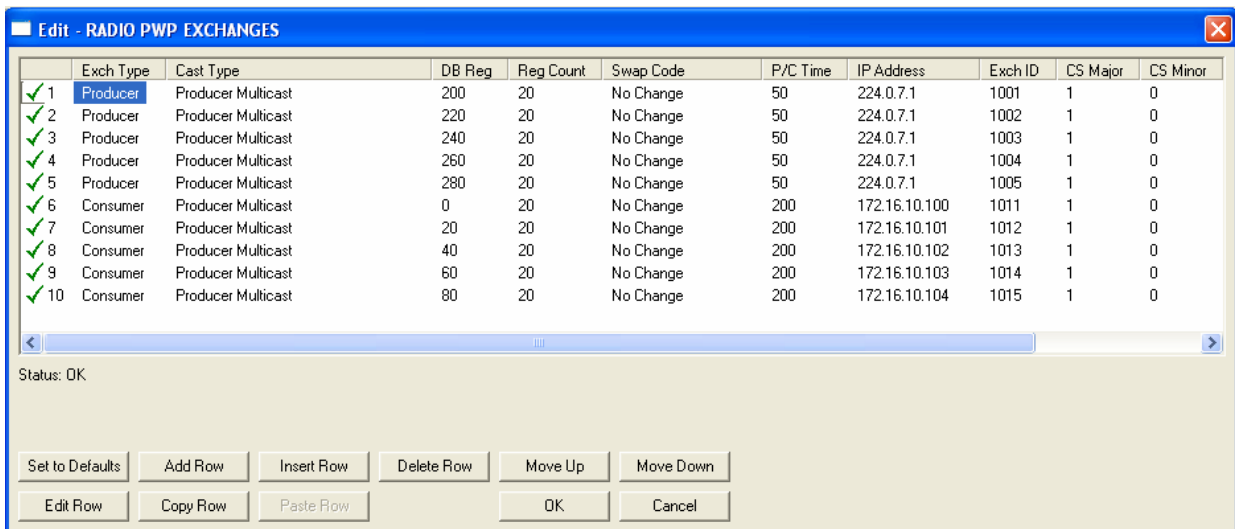 Edit - RADIO PWP EXCHANGES
Exch Type Cast Type DB Reg Reg Count Swap Code P/C Time IP Address Exch ID CS Major CS Minor
1 Producer Producer Multicast 200 20 No Change 50 224.0.7.1 1001 1 0
2 Producer Producer Multicast 220 20 No Change 50 224.0.7.1 1002 1 0
3 Producer Producer Multicast 240 20 No Change 50 224.0.7.1 1003 1 0
4 Producer Producer Multicast 260 20 No Change 50 224.0.7.1 1004 1 0
5 Producer Producer Multicast 280 20 No Change 50 224.0.7.1 1005 1 0
6 Consumer Producer Multicast 0 20 No Change 200 172.16.10.100 1011 1 0
7 Consumer Producer Multicast 20 20 No Change 200 172.16.10.101 1012 1 0
8 Consumer Producer Multicast 40 20 No Change 200 172.16.10.102 1013 1 0
9 Consumer Producer Multicast 60 20 No Change 200 172.16.10.103 1014 1 0
10 Consumer Producer Multicast 80 20 No Change 200 172.16.10.104 1015 1 0
Status: OK
Set to Defaults Add Row Insert Row Delete Row Move Up Move Down
Edit Row Copy Row Paste Row OK Cancel